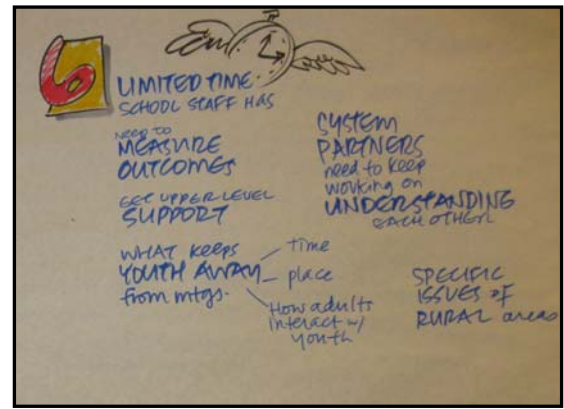 6
LIMITED TIME
SCHOOL STAFF HAS
NEED TO
MEASURE
OUTCOMES
GET UPPER LEVEL
SUPPORT
WHAT KEEPS
YOUTH AWAY
from mtgs.
time
place
How adults
interact w/
youth
SYSTEM
PARTNERS
need to keep
working on
UNDERSTANDING
EACH OTHER
SPECIFIC
ISSUES of
RURAL areas